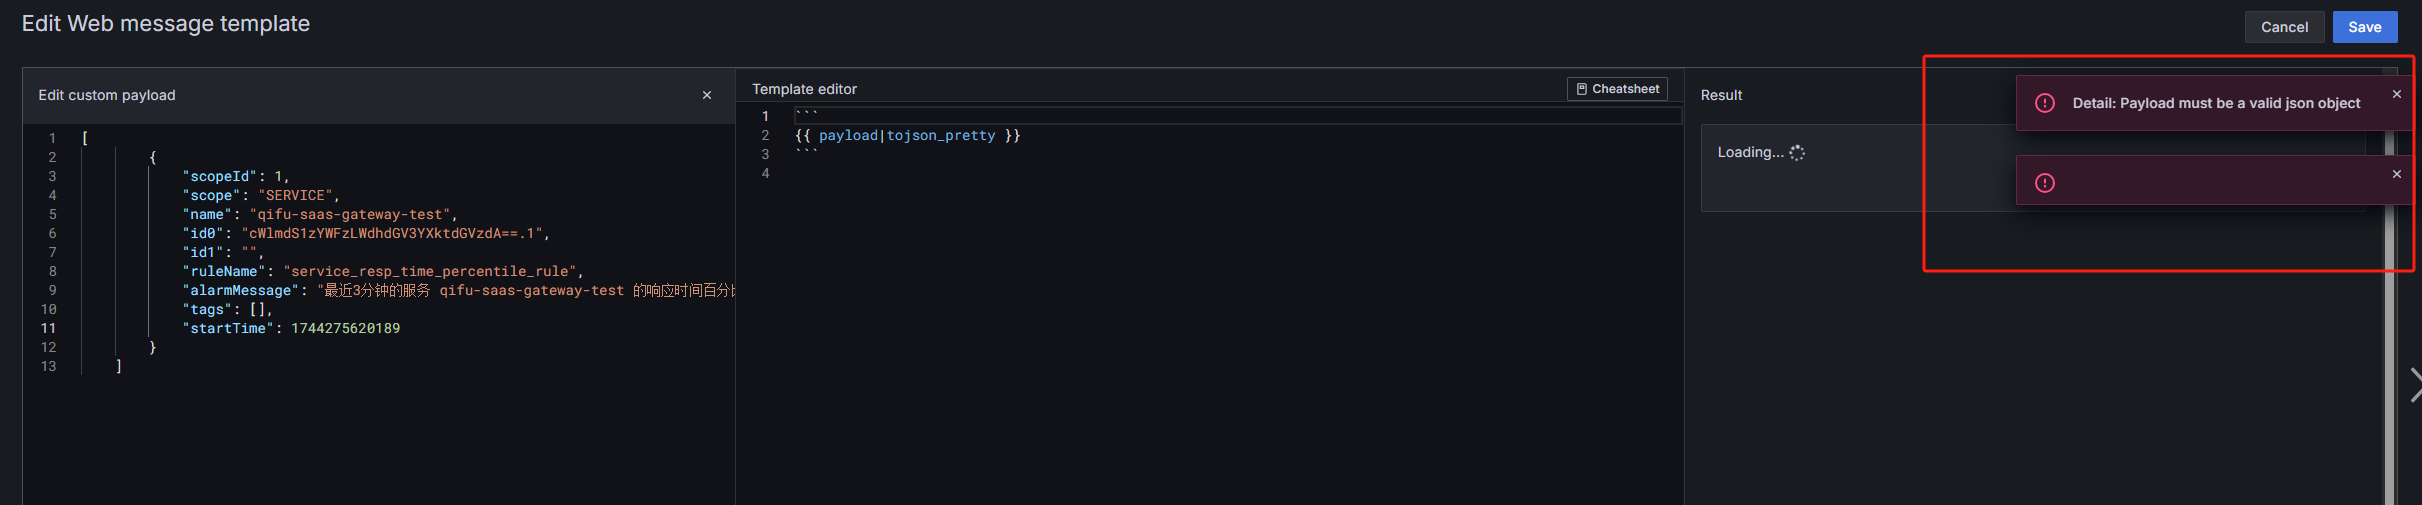 Edit Web message template
Cancel
Save
Edit custom payload
1 [
2 {
3 "scopeId": 1,
4 "scope": "SERVICE",
5 "name": "qifu-saas-gateway-test",
6 "id0": "cWlmdS1zYWFzLWdhdGV3YXktdGVzdA==.1",
7 "id1": "",
8 "ruleName": "service_resp_time_percentile_rule",
9 "alarmMessage": "最近3分钟的服务 qifu-saas-gateway-test 的响应时间百分
10 "tags": [],
11 "startTime": 1744275620189
12 }
13 ]
Template editor
Cheatsheet
1 ```
2 {{ payload|tojson_pretty }}
3 ```
4
Result
Loading...
Detail: Payload must be a valid json object